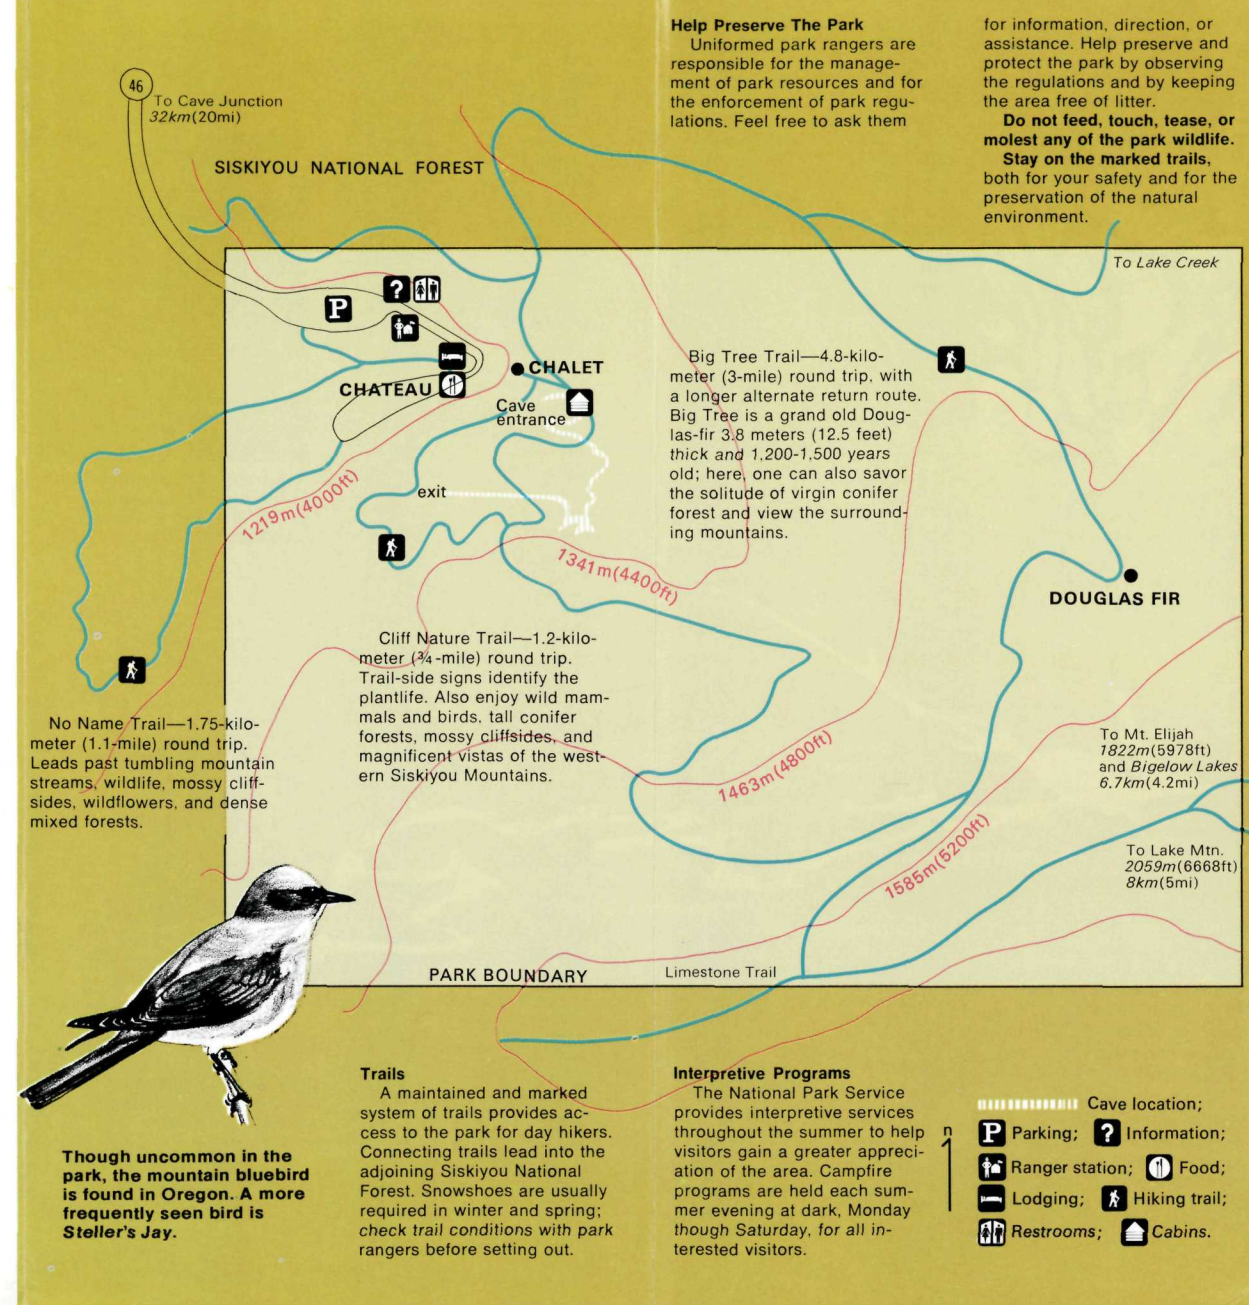 Help Preserve The Park
Uniformed park rangers are
responsible for the manage-
ment of park resources and for
the enforcement of park regu-
lations. Feel free to ask them
for information, direction, or
assistance. Help preserve and
protect the park by observing
the regulations and by keeping
the area free of litter.
Do not feed, touch, tease, or
molest any of the park wildlife.
Stay on the marked trails,
both for your safety and for the
preservation of the natural
environment.
46
To Cave Junction
32km(20mi)
SISKIYOU NATIONAL FOREST
To Lake Creek
P
?
CHATEAU
CHALET
Cave
entrance
exit
1219m(4000ft)
1341m(4400ft)
Big Tree Trail—4.8-kilo-
meter (3-mile) round trip, with
a longer alternate return route.
Big Tree is a grand old Doug-
las-fir 3.8 meters (12.5 feet)
thick and 1,200-1,500 years
old; here, one can also savor
the solitude of virgin conifer
forest and view the surround-
ing mountains.
DOUGLAS FIR
Cliff Nature Trail—1.2-kilo-
meter (¾-mile) round trip.
Trail-side signs identify the
plantlife. Also enjoy wild mam-
mals and birds, tall conifer
forests, mossy cliffsides, and
magnificent vistas of the west-
ern Siskiyou Mountains.
No Name Trail—1.75-kilo-
meter (1.1-mile) round trip.
Leads past tumbling mountain
streams, wildlife, mossy cliff-
sides, wildflowers, and dense
mixed forests.
1463m(4800ft)
1585m(5200ft)
To Mt. Elijah
1822m(5978ft)
and Bigelow Lakes
6.7km(4.2mi)
To Lake Mtn.
2059m(6668ft)
8km(5mi)
PARK BOUNDARY
Limestone Trail
Though uncommon in the
park, the mountain bluebird
is found in Oregon. A more
frequently seen bird is
Steller's Jay.
Trails
A maintained and marked
system of trails provides ac-
cess to the park for day hikers.
Connecting trails lead into the
adjoining Siskiyou National
Forest. Snowshoes are usually
required in winter and spring;
check trail conditions with park
rangers before setting out.
Interpretive Programs
The National Park Service
provides interpretive services
throughout the summer to help
visitors gain a greater appreci-
ation of the area. Campfire
programs are held each sum-
mer evening at dark, Monday
though Saturday, for all in-
terested visitors.
n
Cave location;
P Parking; ? Information;
Ranger station; Food;
Lodging; Hiking trail;
Restrooms; Cabins.